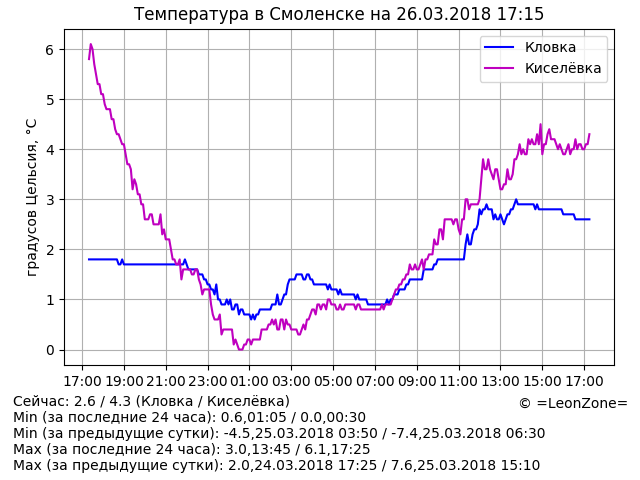 Температура в Смоленске на 26.03.2018 17:15
градусов Цельсия, °C
6
5
4
3
2
1
0
Кловка
Киселёвка
17:00 19:00 21:00 23:00 01:00 03:00 05:00 07:00 09:00 11:00 13:00 15:00 17:00
Сейчас: 2.6 / 4.3 (Кловка / Киселёвка)
© =LeonZone=
Min (за последние 24 часа): 0.6,01:05 / 0.0,00:30
Min (за предыдущие сутки): -4.5,25.03.2018 03:50 / -7.4,25.03.2018 06:30
Max (за последние 24 часа): 3.0,13:45 / 6.1,17:25
Max (за предыдущие сутки): 2.0,24.03.2018 17:25 / 7.6,25.03.2018 15:10